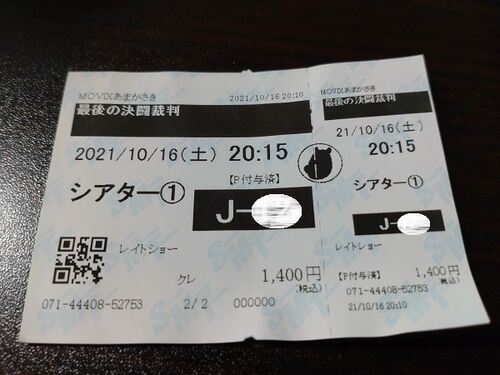 MOVIXあまがさき 2021/10/16 20:10
最後の決闘裁判
2021/10/16(土) 20:15
【P付与済】
シアター①
J-
レイトショー
クレ 1,400円
(税込)
071-44408-52753 2/2 000000
MOVIXあまがさき
最後の決闘裁判
21/10/16(土)
20:15
シアター①
J-
レイトショー
【P付与済】 1,400円
071-44408-52753 (税込)
21/10/16 20:10